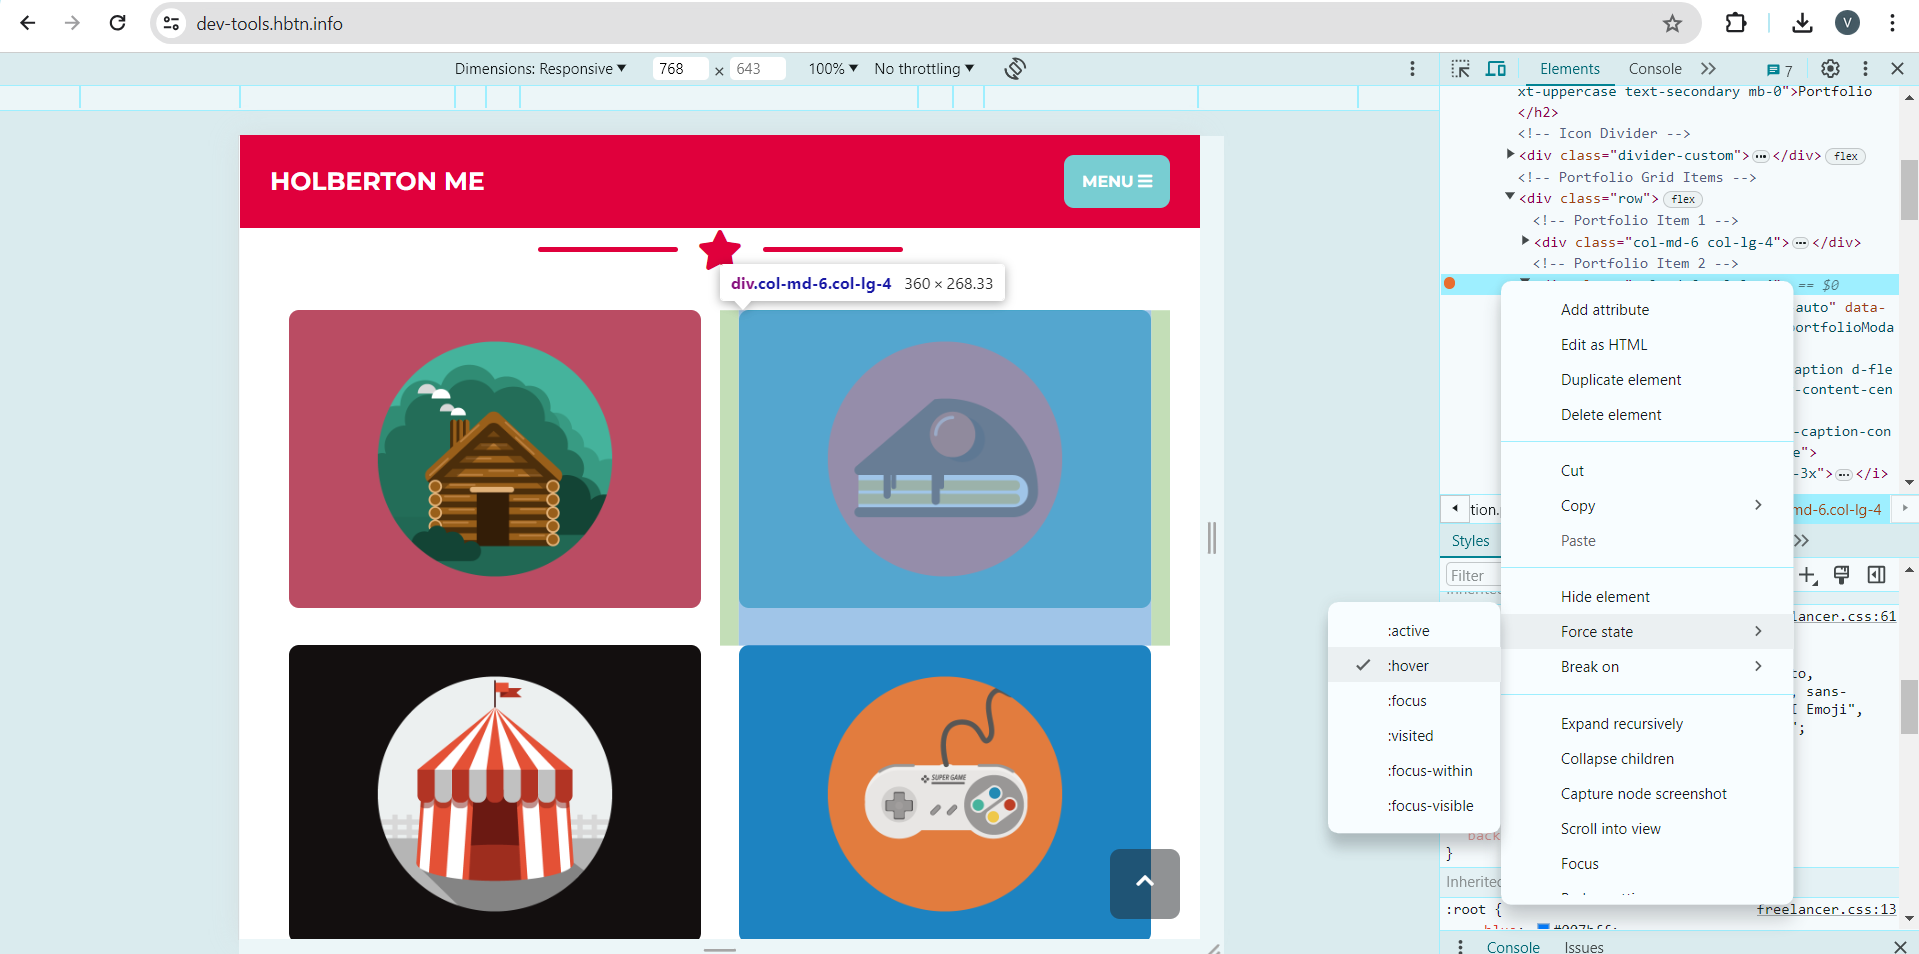 dev-tools.hbtn.info
V
Dimensions: Responsive
768 × 643
100%
No throttling
Elements
Console
7
HOLBERTON ME
MENU
div.col-md-6.col-lg-4 360 × 268.33
SUPER GAME
xt-uppercase text-secondary mb-0">Portfolio
</h2>
<!-- Icon Divider -->
<div class="divider-custom">…</div> flex
<!-- Portfolio Grid Items -->
<div class="row"> flex
<!-- Portfolio Item 1 -->
<div class="col-md-6 col-lg-4">…</div>
<!-- Portfolio Item 2 -->
== $0
auto" data-
ortfolioModa
aption d-fle
-content-cen
-caption-con
e">
-3x">…</i>
tion.
md-6.col-lg-4
Styles
Filter
Add attribute
Edit as HTML
Duplicate element
Delete element
Cut
Copy
Paste
Hide element
Force state
Break on
Expand recursively
Collapse children
Capture node screenshot
Scroll into view
Focus
:active
:hover
:focus
:visited
:focus-within
:focus-visible
lancer.css:61
to,
, sans-
I Emoji",
";
back
}
Inherited
:root {
freelancer.css:13
Console
Issues